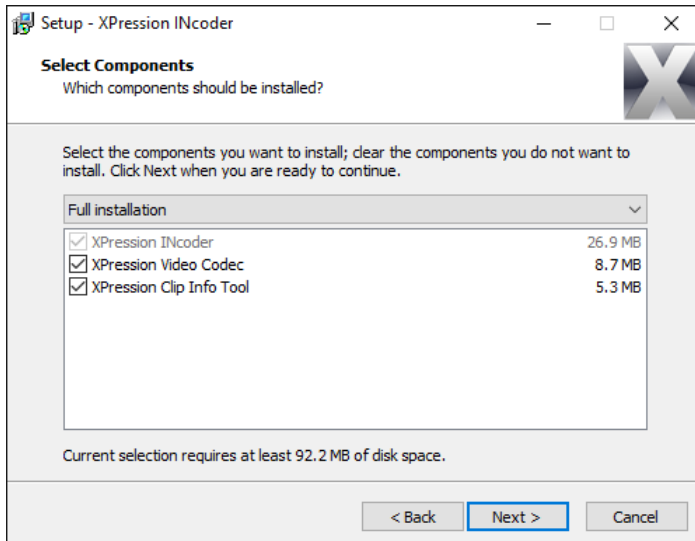 Setup - XPression INcoder
Select Components
Which components should be installed?
X
Select the components you want to install; clear the components you do not want to
install. Click Next when you are ready to continue.
Full installation
XPression INcoder 26.9 MB
XPression Video Codec 8.7 MB
XPression Clip Info Tool 5.3 MB
Current selection requires at least 92.2 MB of disk space.
< Back Next > Cancel